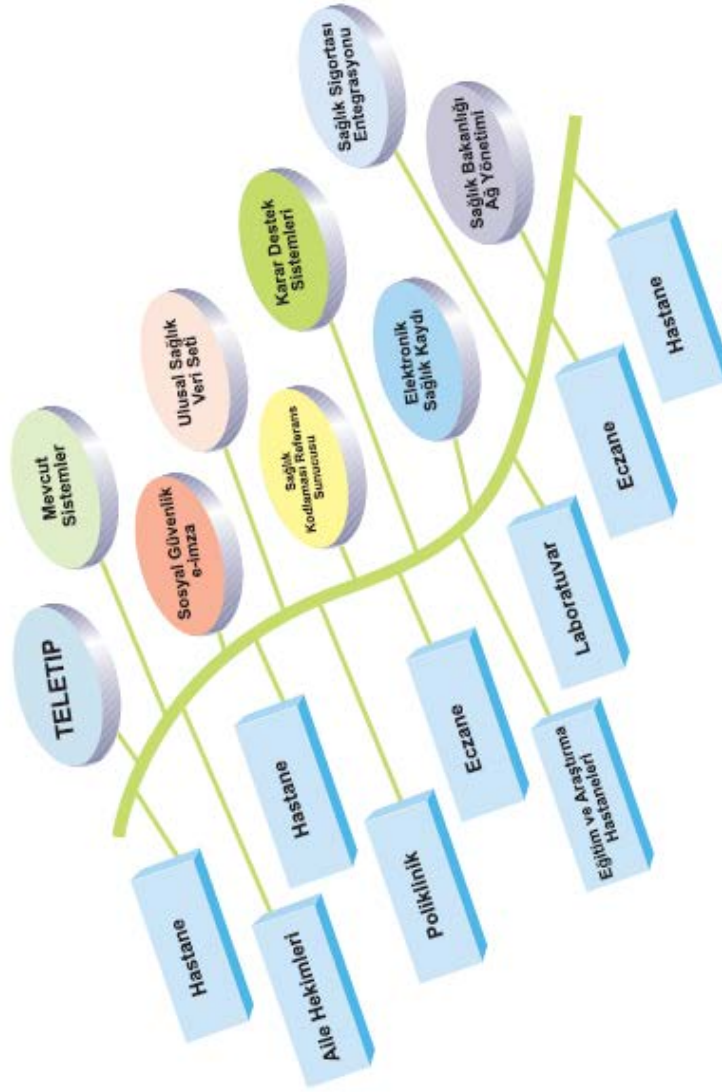 TELETIP
Mevcut
Sistemler
Sosyal Güvenlik
e-imza
Ulusal Sağlık
Veri Seti
Sağlık
Kodlaması Referans
Sunucusu
Karar Destek
Sistemleri
Elektronik
Sağlık Kaydı
Sağlık Sigortası
Entegrasyonu
Sağlık Bakanlığı
Ağ Yönetimi
Hastane
Aile Hekimleri
Hastane
Poliklinik
Eczane
Eğitim ve Araştırma
Hastaneleri
Laboratuvar
Eczane
Hastane